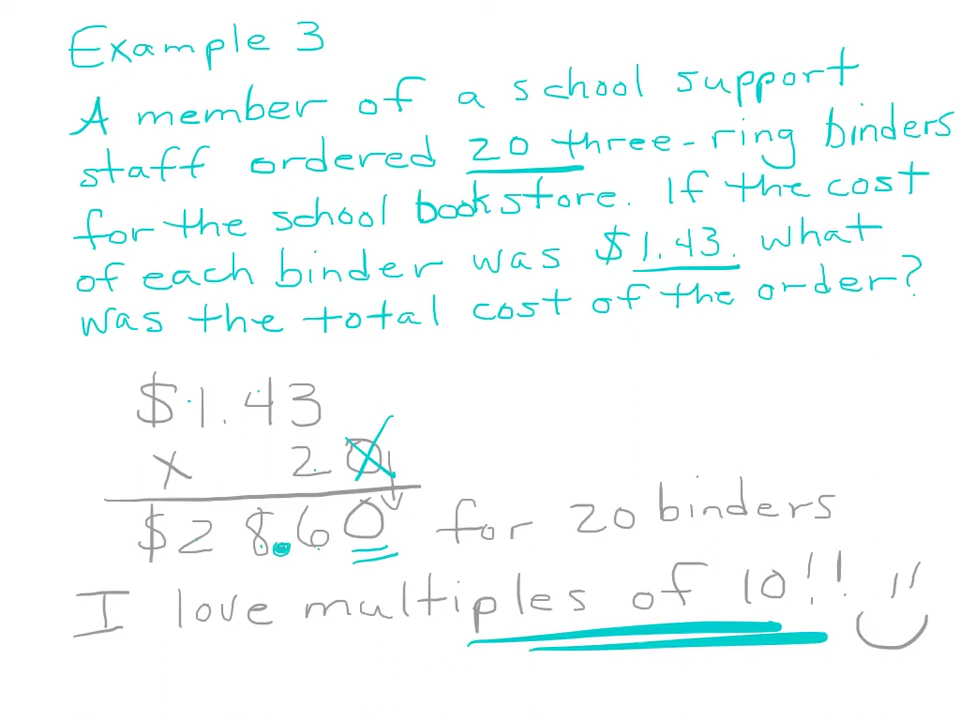 Example 3
A member of a school support
staff ordered 20 three-ring binders
for the school bookstore. If the cost
of each binder was $1.43. what
was the total cost of the order?
$1.43
x 20
$28.60 for 20 binders
I love multiples of 10!!